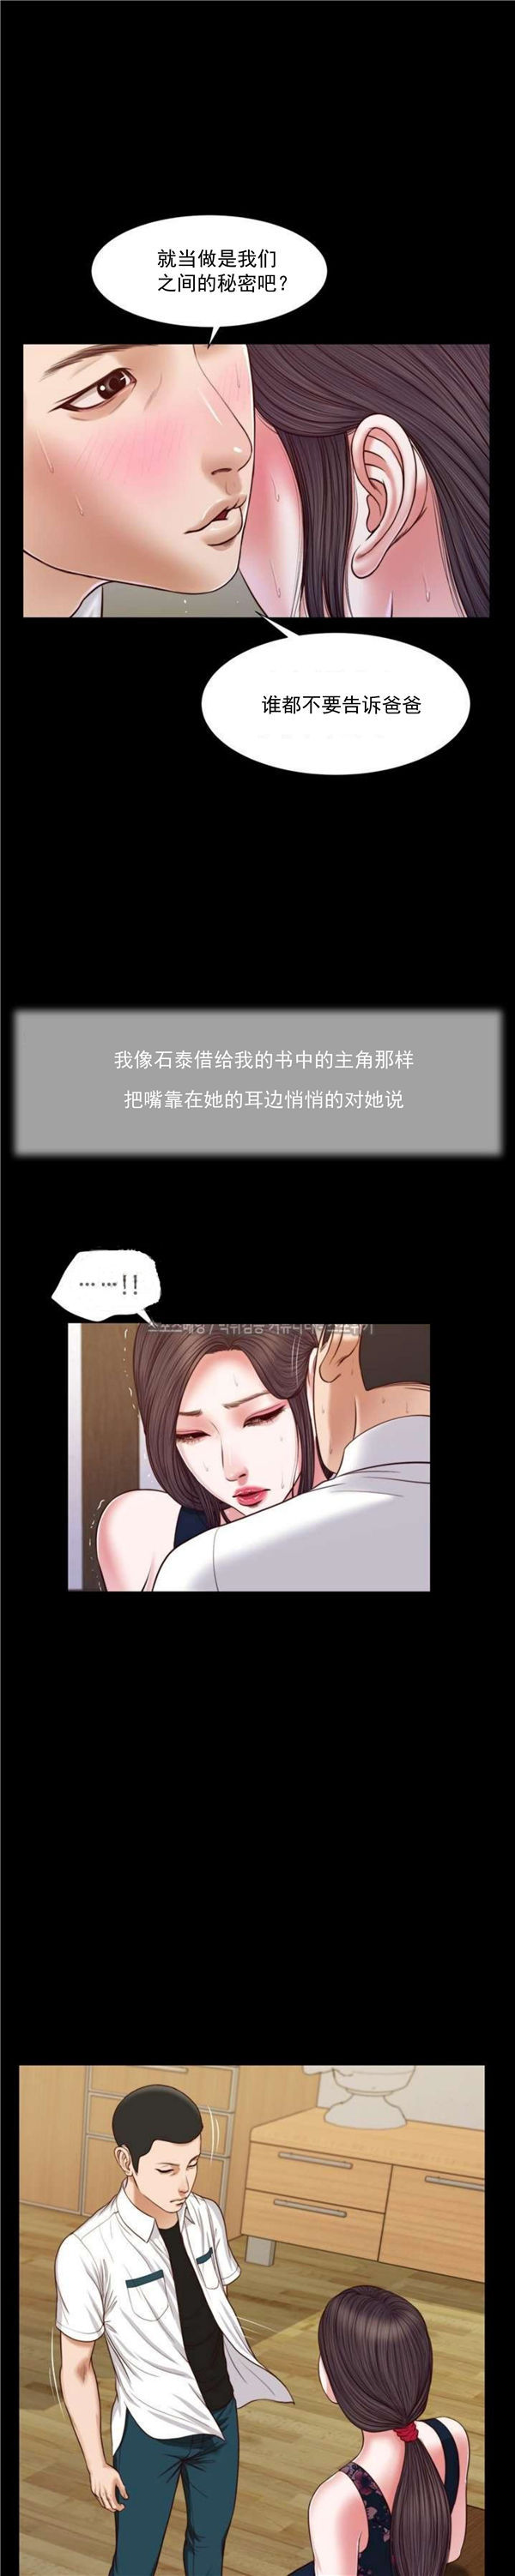 就当做是我们
之间的秘密吧？
谁都不要告诉爸爸
我像石泰借给我的书中的主角那样
把嘴靠在她的耳边悄悄的对她说
… …!!